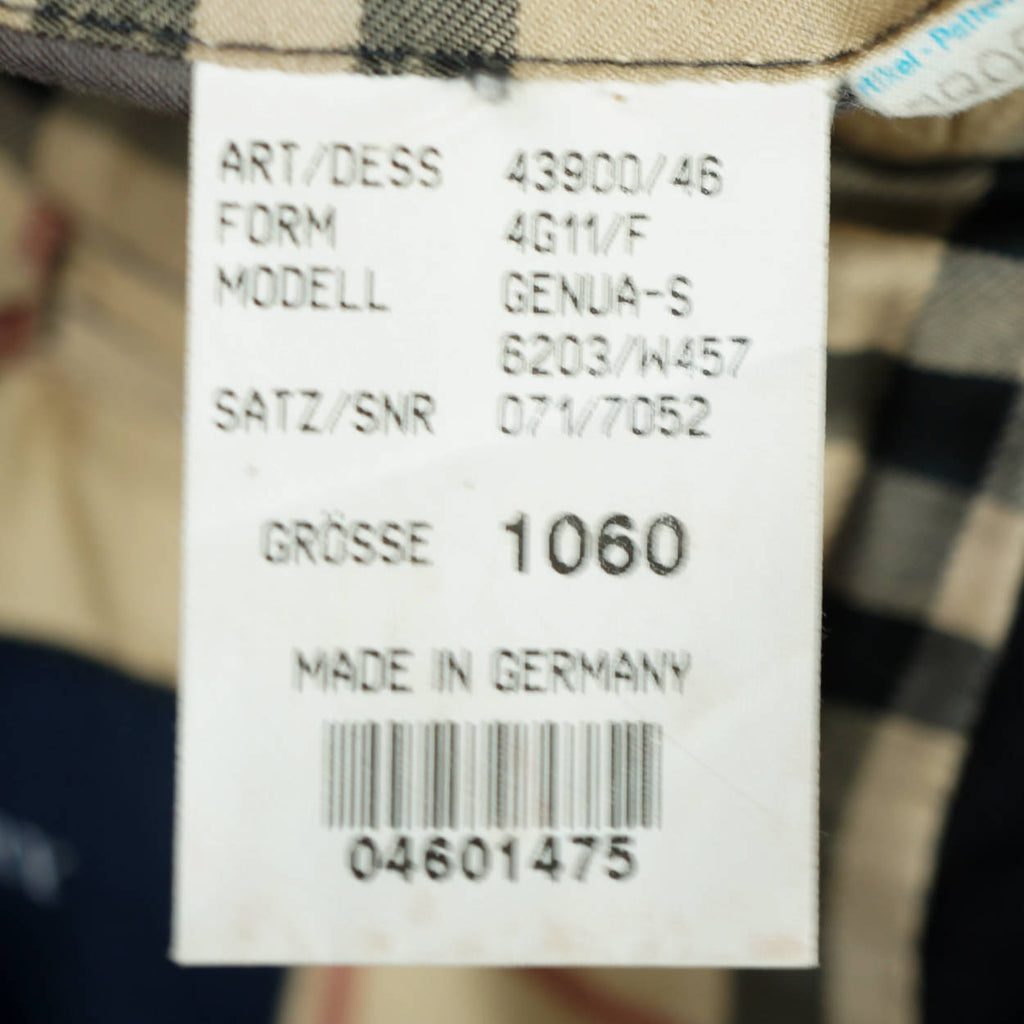 ART/DESS 43900/46
FORM 4G11/F
MODELL GENUA-S
6203/W457
SATZ/SNR 071/7052
GRÖSSE 1060
MADE IN GERMANY
04601475